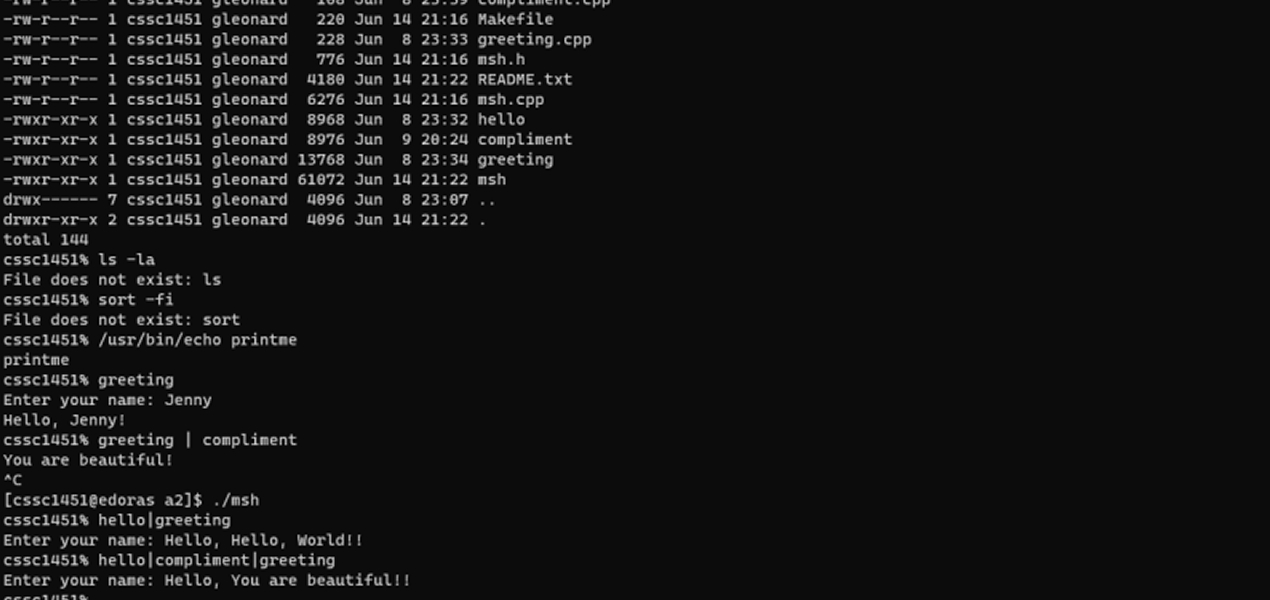 -rw-r--r-- 1 cssc1451 gleonard   168 Jun  8 23:39 compliment.cpp
-rw-r--r-- 1 cssc1451 gleonard   220 Jun 14 21:16 Makefile
-rw-r--r-- 1 cssc1451 gleonard   228 Jun  8 23:33 greeting.cpp
-rw-r--r-- 1 cssc1451 gleonard   776 Jun 14 21:16 msh.h
-rw-r--r-- 1 cssc1451 gleonard  4180 Jun 14 21:22 README.txt
-rw-r--r-- 1 cssc1451 gleonard  6276 Jun 14 21:16 msh.cpp
-rwxr-xr-x 1 cssc1451 gleonard  8968 Jun  8 23:32 hello
-rwxr-xr-x 1 cssc1451 gleonard  8976 Jun  9 20:24 compliment
-rwxr-xr-x 1 cssc1451 gleonard 13768 Jun  8 23:34 greeting
-rwxr-xr-x 1 cssc1451 gleonard 61072 Jun 14 21:22 msh
drwx------ 7 cssc1451 gleonard  4096 Jun  8 23:07 ..
drwxr-xr-x 2 cssc1451 gleonard  4096 Jun 14 21:22 .
total 144
cssc1451% ls -la
File does not exist: ls
cssc1451% sort -fi
File does not exist: sort
cssc1451% /usr/bin/echo printme
printme
cssc1451% greeting
Enter your name: Jenny
Hello, Jenny!
cssc1451% greeting | compliment
You are beautiful!
^C
[cssc1451@edoras a2]$ ./msh
cssc1451% hello|greeting
Enter your name: Hello, Hello, World!!
cssc1451% hello|compliment|greeting
Enter your name: Hello, You are beautiful!!
cssc1451%